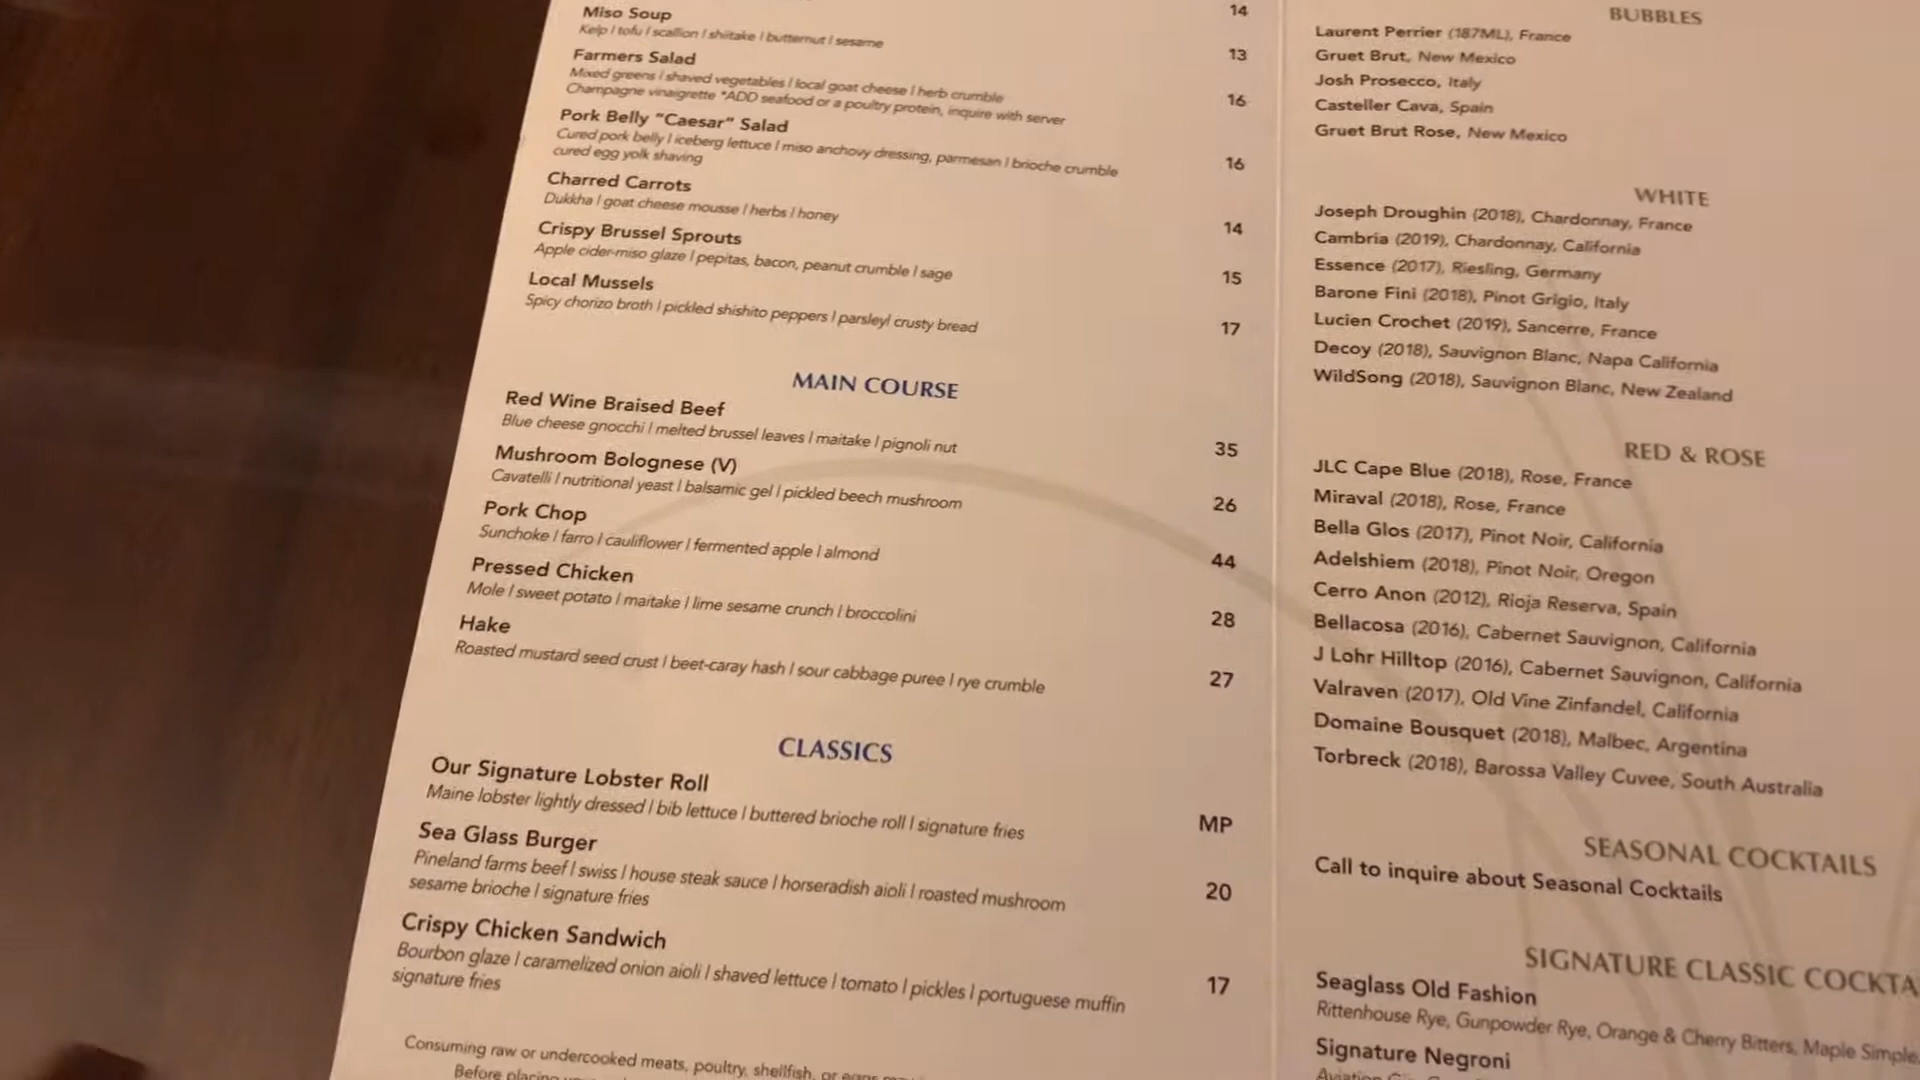 14
Miso Soup
Kelp | tofu | scallion | shiitake | butternut | sesame
13
Farmers Salad
Mixed greens | shaved vegetables | local goat cheese | herb crumble
Champagne vinaigrette *ADD seafood or a poultry protein, inquire with server
16
Pork Belly "Caesar" Salad
Cured pork belly | iceberg lettuce | miso anchovy dressing, parmesan | brioche crumble
cured egg yolk shaving
16
Charred Carrots
Dukkha | goat cheese mousse | herbs | honey
14
Crispy Brussel Sprouts
Apple cider-miso glaze | pepitas, bacon, peanut crumble | sage
15
Local Mussels
Spicy chorizo broth | pickled shishito peppers | parsley| crusty bread
17
MAIN COURSE
Red Wine Braised Beef
Blue cheese gnocchi | melted brussel leaves | maitake | pignoli nut
35
Mushroom Bolognese (V)
Cavatelli | nutritional yeast | balsamic gel | pickled beech mushroom
26
Pork Chop
Sunchoke | farro | cauliflower | fermented apple | almond
44
Pressed Chicken
Mole | sweet potato | maitake | lime sesame crunch | broccolini
28
Hake
Roasted mustard seed crust | beet-caray hash | sour cabbage puree | rye crumble
27
CLASSICS
Our Signature Lobster Roll
Maine lobster lightly dressed | bib lettuce | buttered brioche roll | signature fries
MP
Sea Glass Burger
Pineland farms beef | swiss | house steak sauce | horseradish aioli | roasted mushroom
sesame brioche | signature fries
20
Crispy Chicken Sandwich
Bourbon glaze | caramelized onion aioli | shaved lettuce | tomato | pickles | portuguese muffin
signature fries
17
Consuming raw or undercooked meats, poultry, shellfish, or eggs
Before placing
BUBBLES
Laurent Perrier (187ML), France
Gruet Brut, New Mexico
Josh Prosecco, Italy
Casteller Cava, Spain
Gruet Brut Rose, New Mexico
WHITE
Joseph Droughin (2018), Chardonnay, France
Cambria (2019), Chardonnay, California
Essence (2017), Riesling, Germany
Barone Fini (2018), Pinot Grigio, Italy
Lucien Crochet (2019), Sancerre, France
Decoy (2018), Sauvignon Blanc, Napa California
WildSong (2018), Sauvignon Blanc, New Zealand
RED & ROSE
JLC Cape Blue (2018), Rose, France
Miraval (2018), Rose, France
Bella Glos (2017), Pinot Noir, California
Adelshiem (2018), Pinot Noir, Oregon
Cerro Anon (2012), Rioja Reserva, Spain
Bellacosa (2016), Cabernet Sauvignon, California
J Lohr Hilltop (2016), Cabernet Sauvignon, California
Valraven (2017), Old Vine Zinfandel, California
Domaine Bousquet (2018), Malbec, Argentina
Torbreck (2018), Barossa Valley Cuvee, South Australia
SEASONAL COCKTAILS
Call to inquire about Seasonal Cocktails
SIGNATURE CLASSIC COCKTA
Seaglass Old Fashion
Rittenhouse Rye, Gunpowder Rye, Orange & Cherry Bitters, Maple Simple,
Signature Negroni